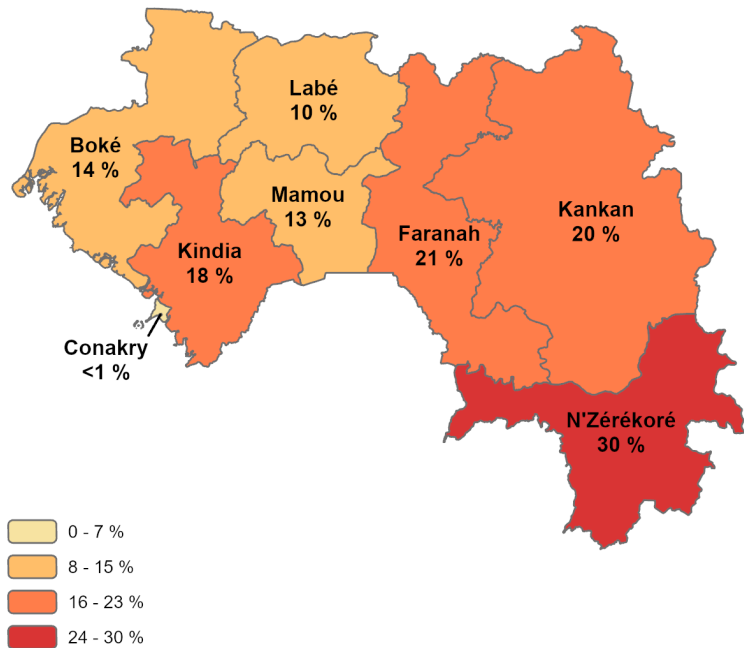 Labé
10 %
Boké
14 %
Mamou
13 %
Kankan
20 %
Faranah
21 %
Kindia
18 %
Conakry
<1 %
N'Zérékoré
30 %
0 - 7 %
8 - 15 %
16 - 23 %
24 - 30 %